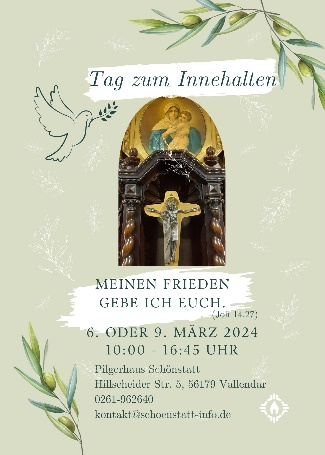 Tag zum Innehalten
MEINEN FRIEDEN
GEBE ICH EUCH.
(Joh 14.27)
6. ODER 9. MÄRZ 2024
10:00 - 16:45 UHR
Pilgerhaus Schönstatt
Hillscheider Str. 5, 56179 Vallendar
0261-962640
kontakt@schoenstatt-info.de